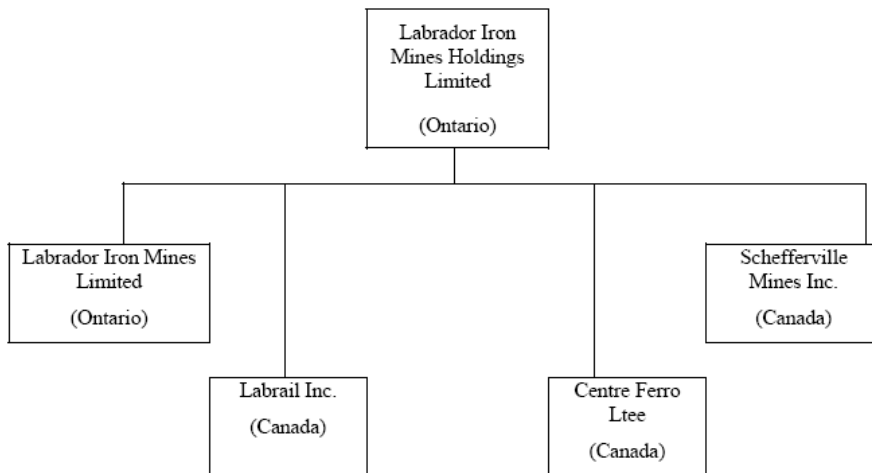 Labrador Iron
Mines Holdings
Limited
(Ontario)
Labrador Iron Mines
Limited
(Ontario)
Schefferville
Mines Inc.
(Canada)
Labrail Inc.
(Canada)
Centre Ferro
Ltee
(Canada)